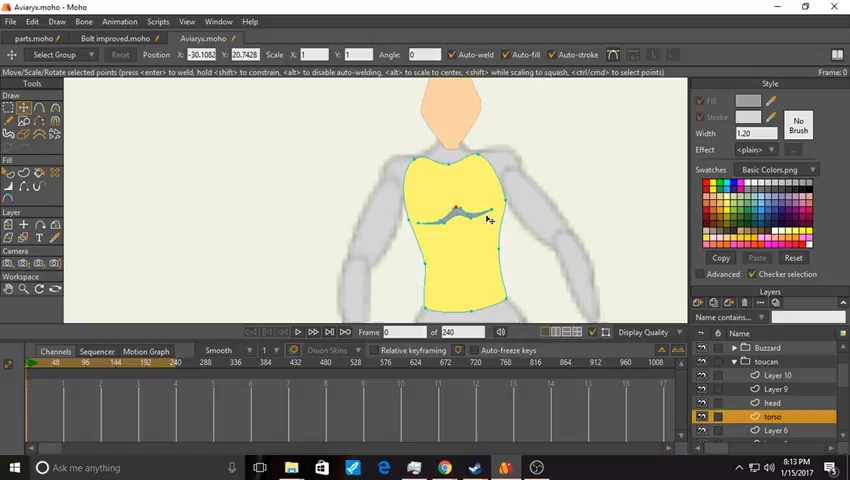 Aviaryx.moho - Moho
File Edit Draw Bones Animation Scripts View Window Help
parts.moho Bolt improved.moho Aviaryx.moho
Select Group Position X: -30.1082 Y: 20.7428 Scale X: 1 Y: 1 Angle: 0 Auto-weld Auto-fill Auto-stroke
Move/Scale/Rotate selected points (press <enter> to weld, hold <shift> to constrain, <alt> to disable auto-welding, <alt> to scale to center, <shift> while scaling to squash, <ctrl/cmd> to select points) Frame: 0
Tools
Draw
Fill
Layer
Camera
Workspace
Style
Fill
Stroke
No Brush
Width 1.20
Effect <plain> ...
Swatches Basic Colors.png
Copy Paste Reset
Advanced Checker selection
Layers
Name contains...
Name
Buzzard
toucan
Layer 10
Layer 9
head
torso
Layer 6
Frame 0 of 240 Display Quality
Channels Sequencer Motion Graph Smooth 1 Onion Skins Relative keyframing Auto-freeze keys
48 96 144 192 240 288 336 384 432 480 528 576 624 672 720 768 816 864 912 960 1008
1 2 3 4 5 6 7 8 9 10 11 12 13 14 15 16 17
Ask me anything
8:13 PM
1/15/2017